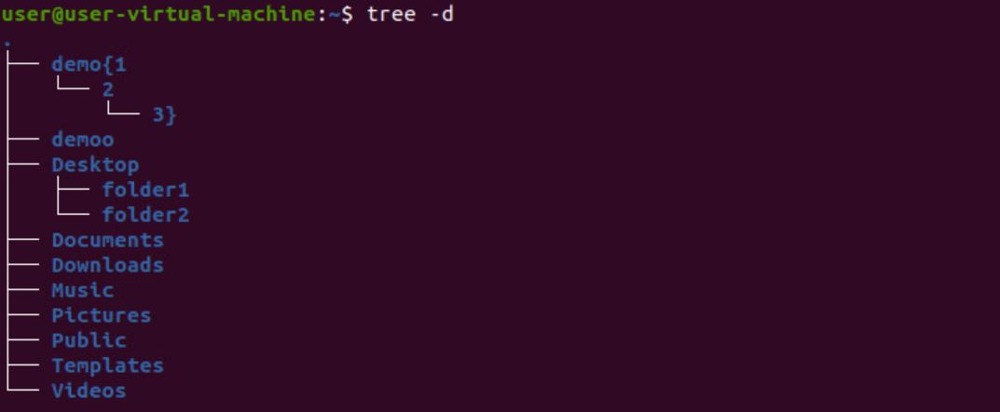 user@user-virtual-machine:~$ tree -d
.
├── demo{1
│   └── 2
│       └── 3}
├── demoo
├── Desktop
│   ├── folder1
│   └── folder2
├── Documents
├── Downloads
├── Music
├── Pictures
├── Public
├── Templates
└── Videos